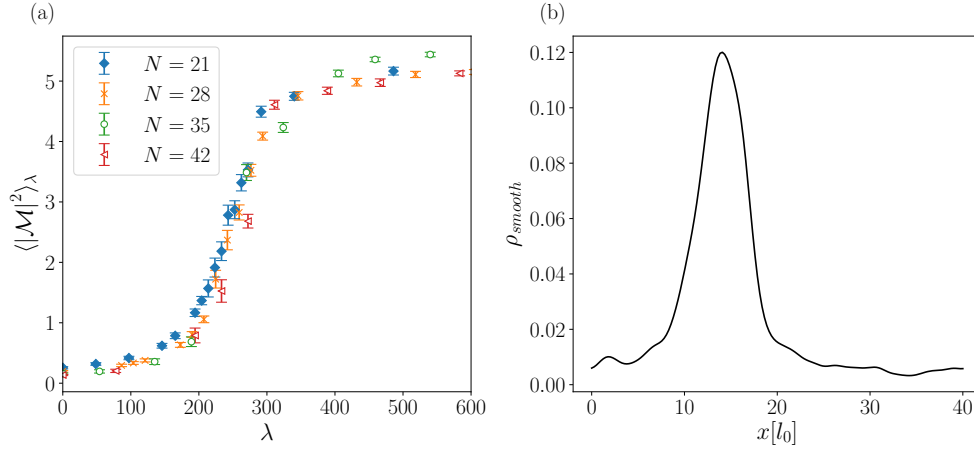 (a)
(b)
N = 21
N = 28
N = 35
N = 42
⟨|ℳ|²⟩_λ
0
1
2
3
4
5
0 100 200 300 400 500 600
λ
ρ_smooth
0.12
0.10
0.08
0.06
0.04
0.02
0.00
0 10 20 30 40
x[l₀]